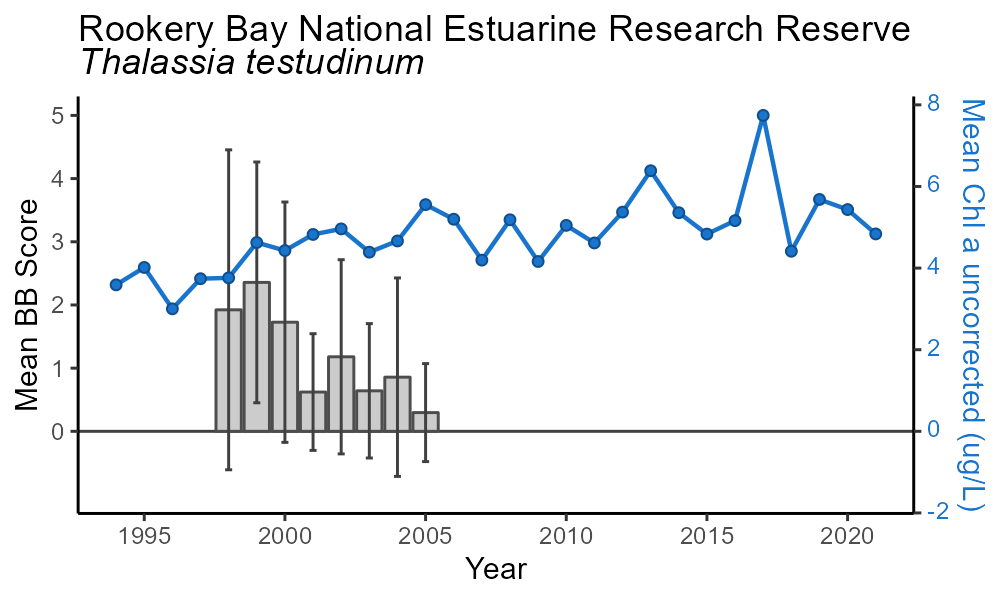 Rookery Bay National Estuarine Research Reserve
Thalassia testudinum
Mean BB Score
5
4
3
2
1
0
8
6
4
2
0
-2
Mean Chl a uncorrected (ug/L)
1995 2000 2005 2010 2015 2020
Year